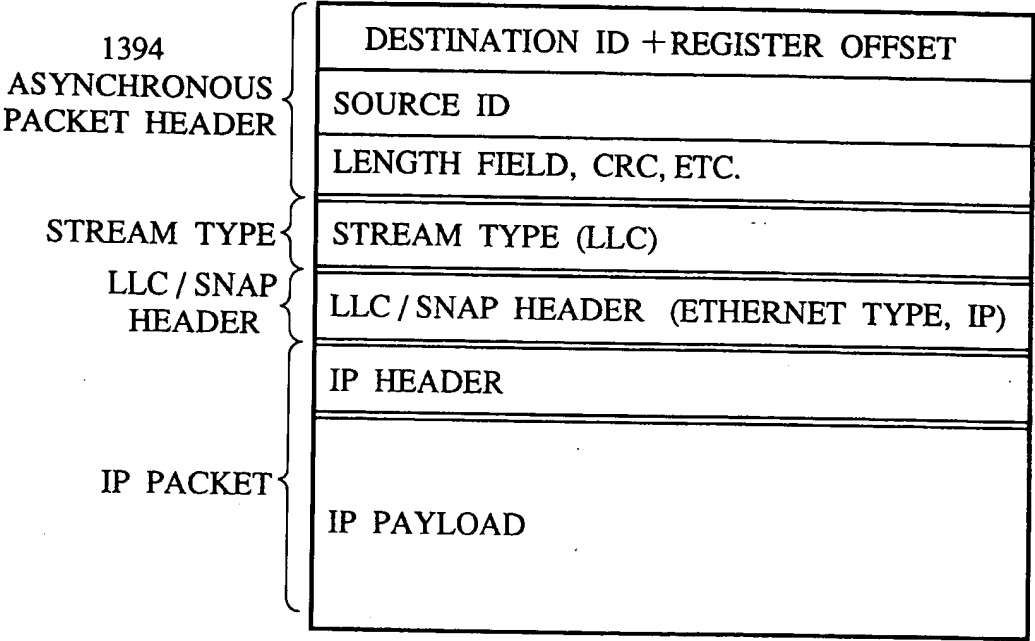 1394
ASYNCHRONOUS
PACKET HEADER
DESTINATION ID +REGISTER OFFSET
SOURCE ID
LENGTH FIELD, CRC, ETC.
STREAM TYPE
STREAM TYPE (LLC)
LLC / SNAP
HEADER
LLC / SNAP HEADER (ETHERNET TYPE, IP)
IP PACKET
IP HEADER
IP PAYLOAD